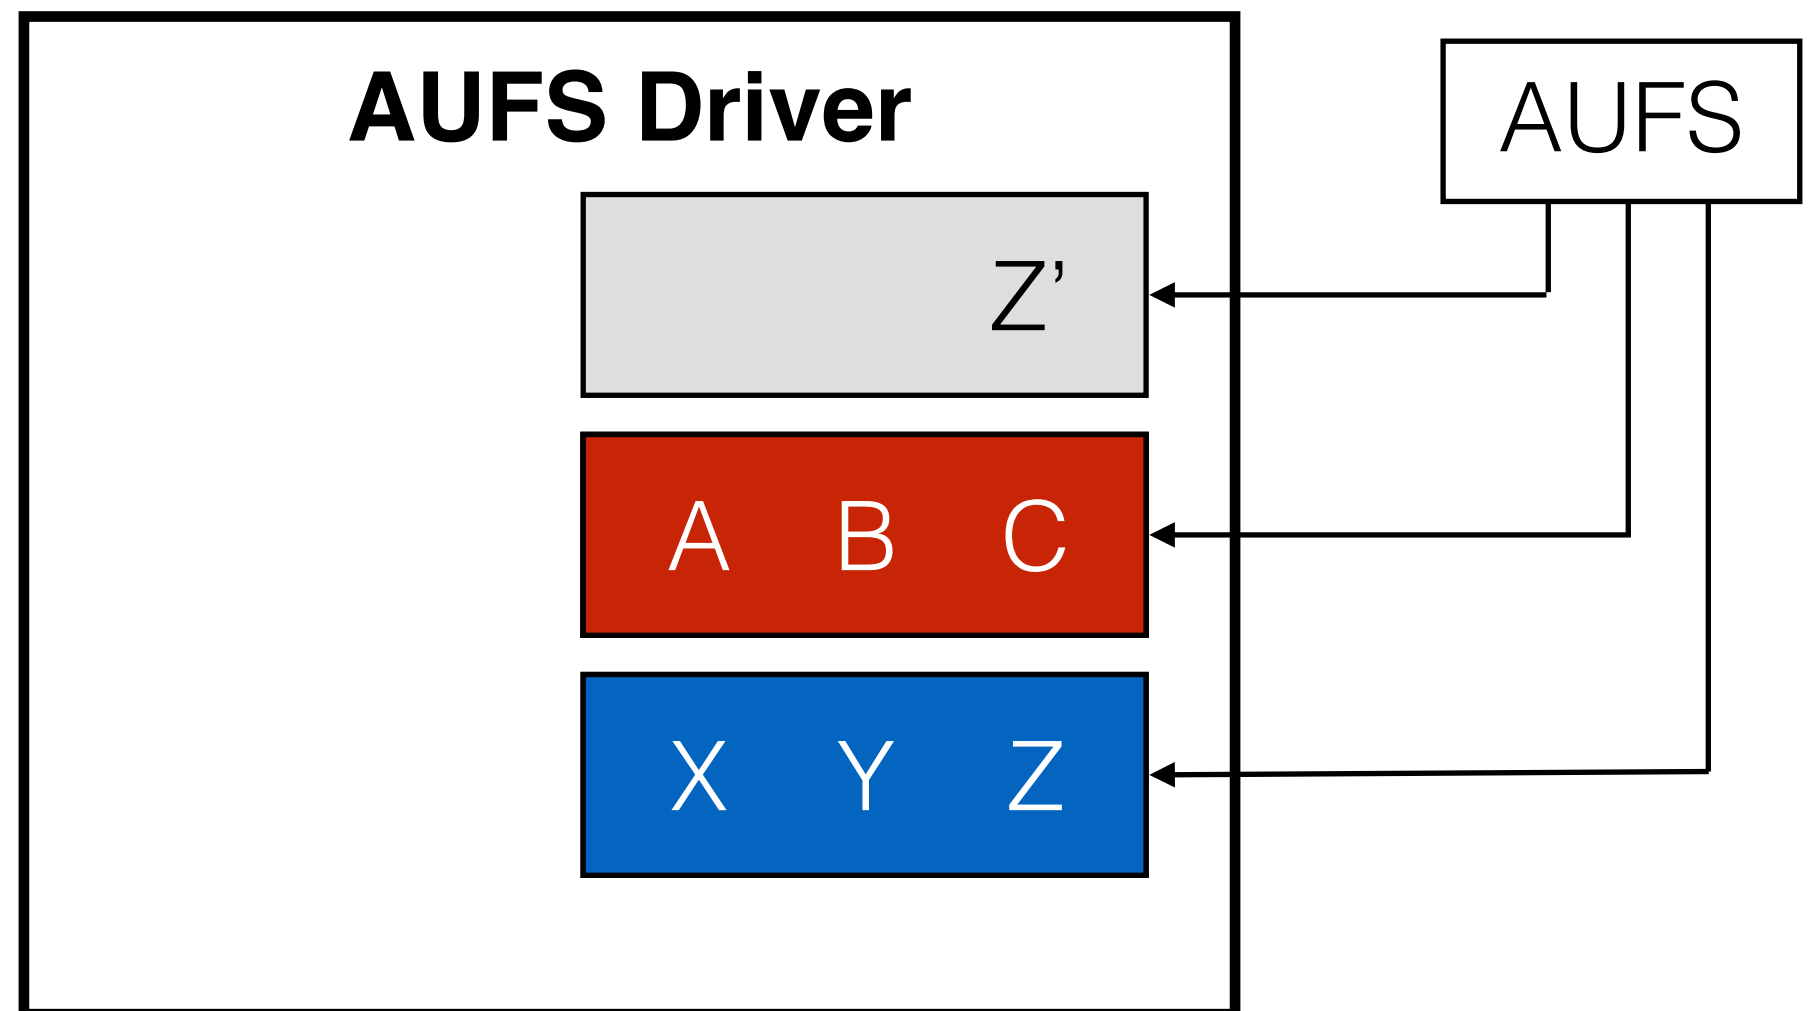 AUFS Driver
AUFS
Z’
A B C
X Y Z